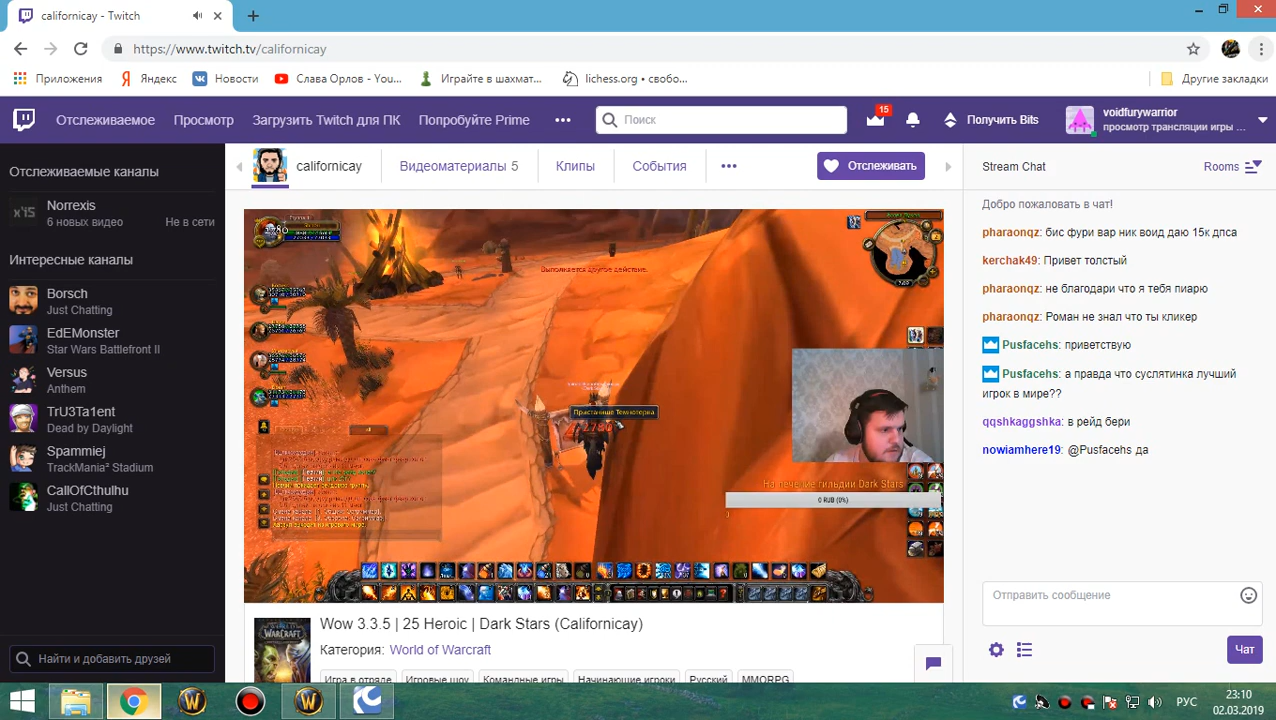 californicay - Twitch
https://www.twitch.tv/californicay
Приложения
Яндекс
Новости
Слава Орлов - You...
Играйте в шахмат...
lichess.org • свобо...
Другие закладки
Отслеживаемое
Просмотр
Загрузить Twitch для ПК
Попробуйте Prime
Поиск
15
Получить Bits
voidfurywarrior
просмотр трансляции игры ...
Отслеживаемые каналы
Norrexis
6 новых видео
Не в сети
Интересные каналы
Borsch
Just Chatting
EdEMonster
Star Wars Battlefront II
Versus
Anthem
TrU3Ta1ent
Dead by Daylight
Spammiej
TrackMania² Stadium
CallOfCthulhu
Just Chatting
Найти и добавить друзей
californicay
Видеоматериалы 5
Клипы
События
Отслеживать
Выполняется другое действие.
Пристанище Темнотерка
2780
На лечение гильдии Dark Stars
0 RUB (0%)
Wow 3.3.5 | 25 Heroic | Dark Stars (Californicay)
Категория: World of Warcraft
Игра в отряде
Игровые шоу
Командные игры
Начинающие игроки
Русский
MMORPG
Stream Chat
Rooms
Добро пожаловать в чат!
pharaonqz: бис фури вар ник воид даю 15к дпса
kerchak49: Привет толстый
pharaonqz: не благодари что я тебя пиарю
pharaonqz: Роман не знал что ты кликер
Pusfacehs: приветствую
Pusfacehs: а правда что суслятинка лучший
игрок в мире??
qqshkaggshka: в рейд бери
nowiamhere19: @Pusfacehs да
Отправить сообщение
Чат
РУС
23:10
02.03.2019